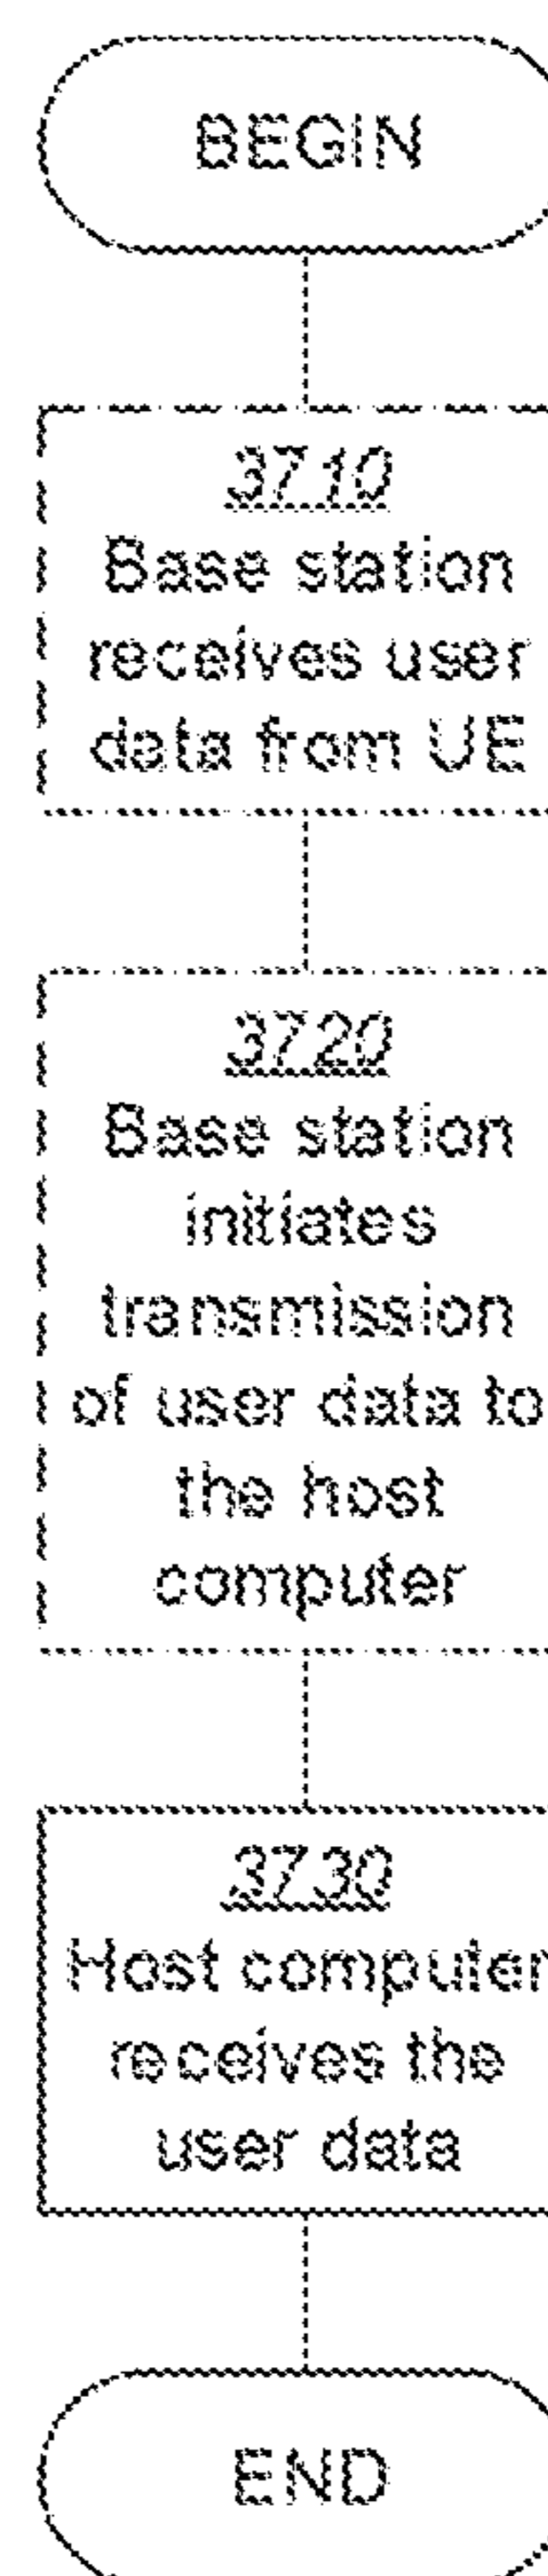 BEGIN
3710
Base station
receives user
data from UE
3720
Base station
initiates
transmission
of user data to
the host
computer
3730
Host computer
receives the
user data
END